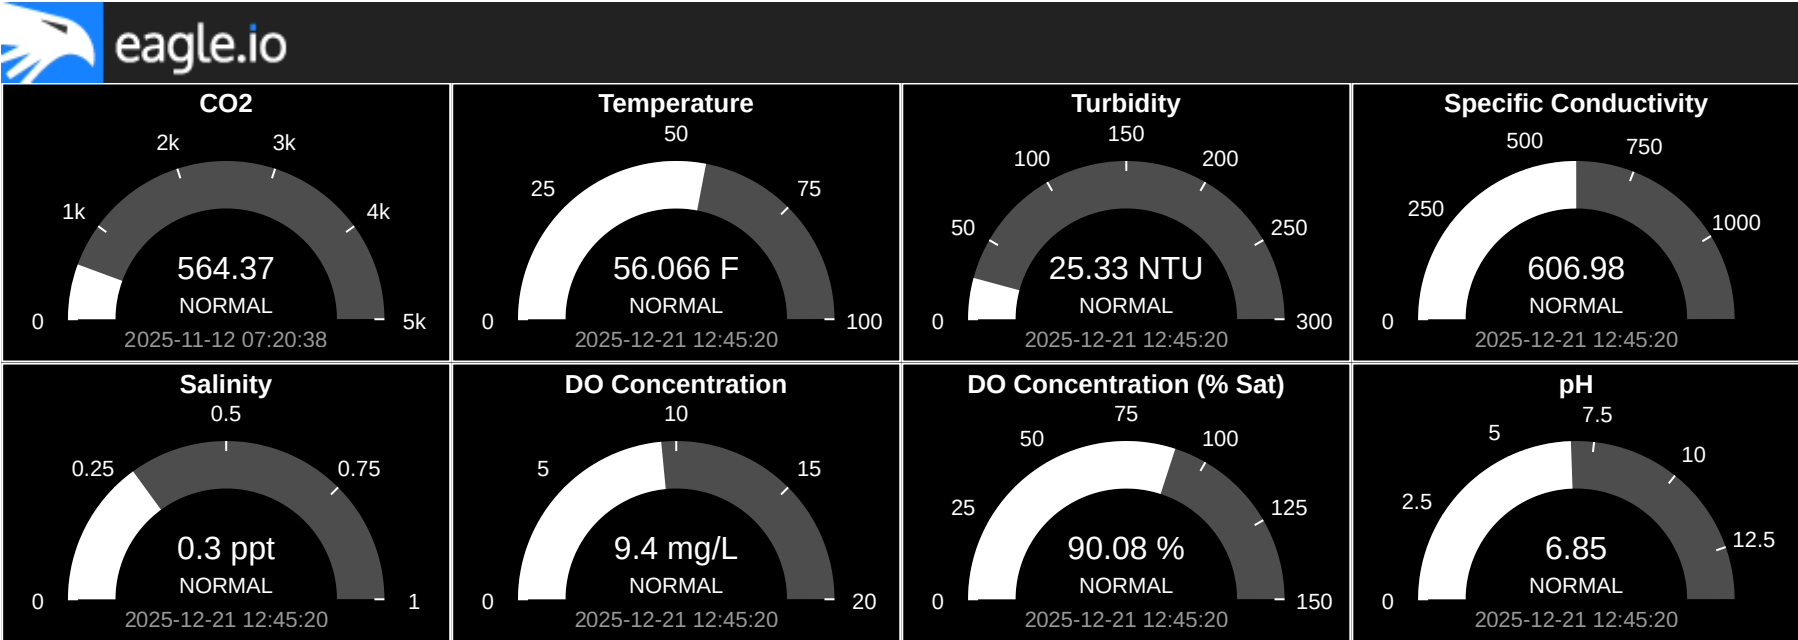 eagle.io
CO2
0
1k
2k
3k
4k
5k
564.37
NORMAL
2025-11-12 07:20:38
Temperature
0
25
50
75
100
56.066 F
NORMAL
2025-12-21 12:45:20
Turbidity
0
50
100
150
200
250
300
25.33 NTU
NORMAL
2025-12-21 12:45:20
Specific Conductivity
0
250
500
750
1000
606.98
NORMAL
2025-12-21 12:45:20
Salinity
0
0.25
0.5
0.75
1
0.3 ppt
NORMAL
2025-12-21 12:45:20
DO Concentration
0
5
10
15
20
9.4 mg/L
NORMAL
2025-12-21 12:45:20
DO Concentration (% Sat)
0
25
50
75
100
125
150
90.08 %
NORMAL
2025-12-21 12:45:20
pH
0
2.5
5
7.5
10
12.5
6.85
NORMAL
2025-12-21 12:45:20